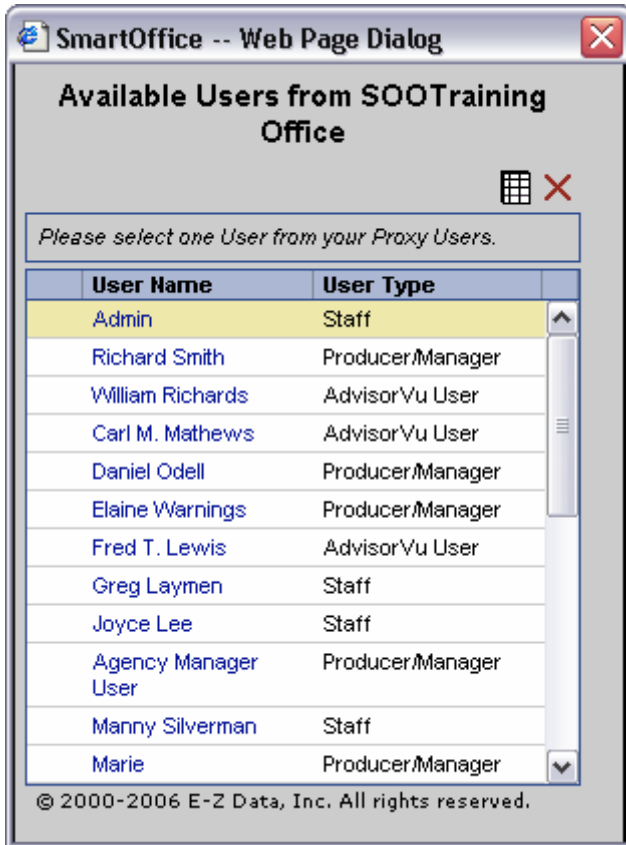 SmartOffice -- Web Page Dialog
Available Users from SOOTraining
Office
Please select one User from your Proxy Users.
User Name User Type
Admin Staff
Richard Smith Producer/Manager
William Richards AdvisorVu User
Carl M. Mathews AdvisorVu User
Daniel Odell Producer/Manager
Elaine Warnings Producer/Manager
Fred T. Lewis AdvisorVu User
Greg Laymen Staff
Joyce Lee Staff
Agency Manager Producer/Manager
User
Manny Silverman Staff
Marie Producer/Manager
© 2000-2006 E-Z Data, Inc. All rights reserved.